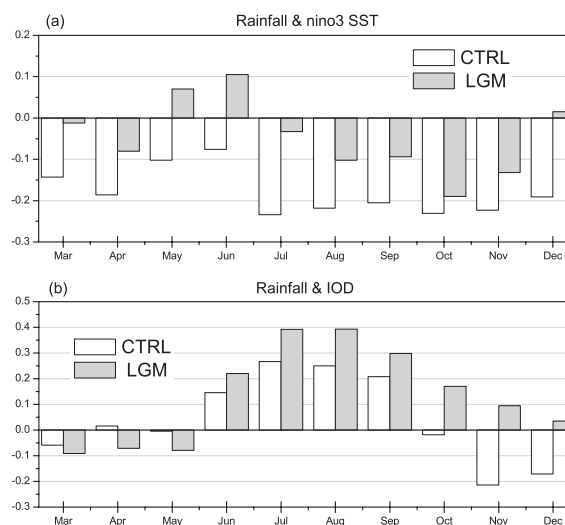 (a) Rainfall & nino3 SST
0.2
CTRL
LGM
0.1
0.0
-0.1
-0.2
-0.3
Mar Apr May Jun Jul Aug Sep Oct Nov Dec
(b) Rainfall & IOD
0.5
0.4
CTRL
0.3
LGM
0.2
0.1
0.0
-0.1
-0.2
-0.3
Mar Apr May Jun Jul Aug Sep Oct Nov Dec